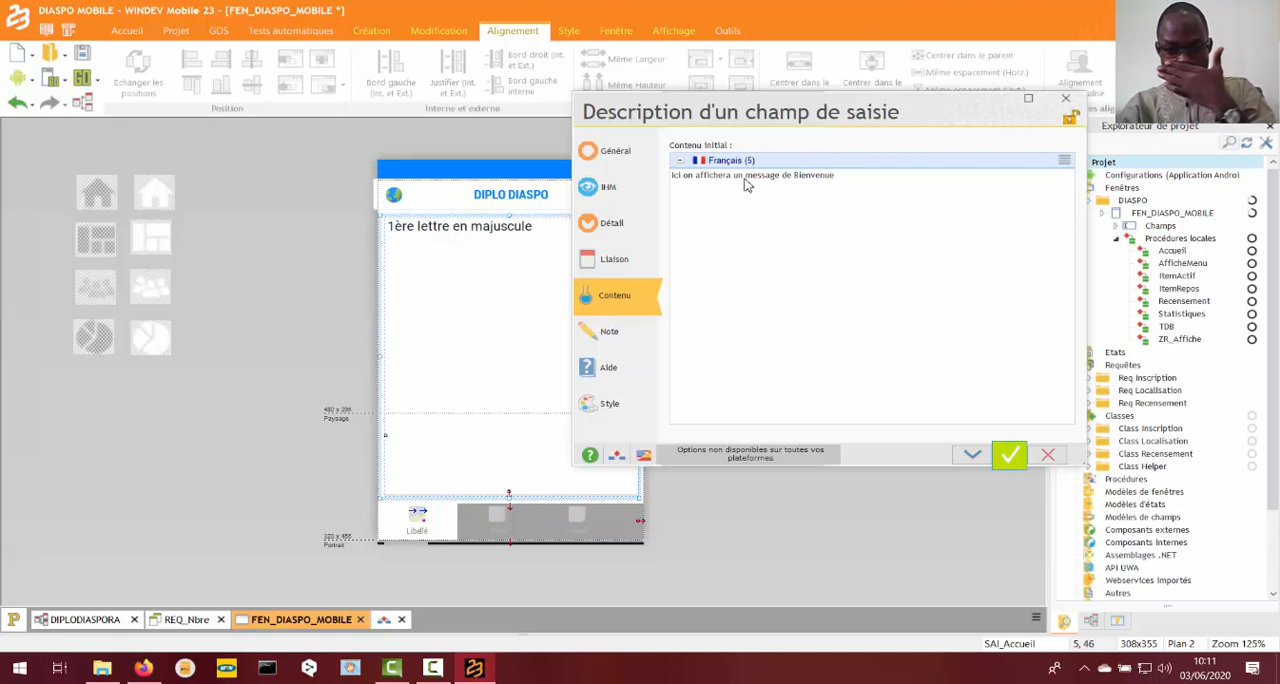 DIASPO MOBILE - WINDEV Mobile 23 - [FEN_DIASPO_MOBILE *]
Accueil Projet GDS Tests automatiques Création Modification Alignement Style Fenêtre Affichage Outils
Echanger les positions
Position
Bord gauche (int. et Ext.)
Justifier (Int. et Ext.)
Bord droit (int. et Ext.)
Bord gauche
Interne et externe
Même Largeur
Centrer dans le
Centrer dans le
Centrer dans le parent
Même espacement (Horz.)
Alignement
Description d'un champ de saisie
Général
IHM
Détail
Liaison
Contenu
Note
Aide
Style
Contenu initial :
Français (5)
Ici on affichera un message de Bienvenue
Options non disponibles sur toutes vos plateformes
DIPLO DIASPO
1ère lettre en majuscule
Paysage
Libellé
Portrait
Explorateur de projet
Projet
Configurations (Application Androi
Fenêtres
DIASPO
FEN_DIASPO_MOBILE
Champs
Procédures locales
Accueil
AfficheMenu
ItemActif
ItemRepos
Recensement
Statistiques
TDB
ZR_Affiche
Etats
Requêtes
Req Inscription
Req Localisation
Req Recensement
Classes
Class Inscription
Class Localisation
Class Recensement
Class Helper
Procédures
Modèles de fenêtres
Modèles d'états
Modèles de champs
Composants externes
Composants internes
Assemblages .NET
API UWA
Webservices importés
Autres
DIPLODIASPORA REQ_Nbre FEN_DIASPO_MOBILE
SAI_Accueil 5, 46 308x355 Plan 2 Zoom 125%
10:11
03/06/2020